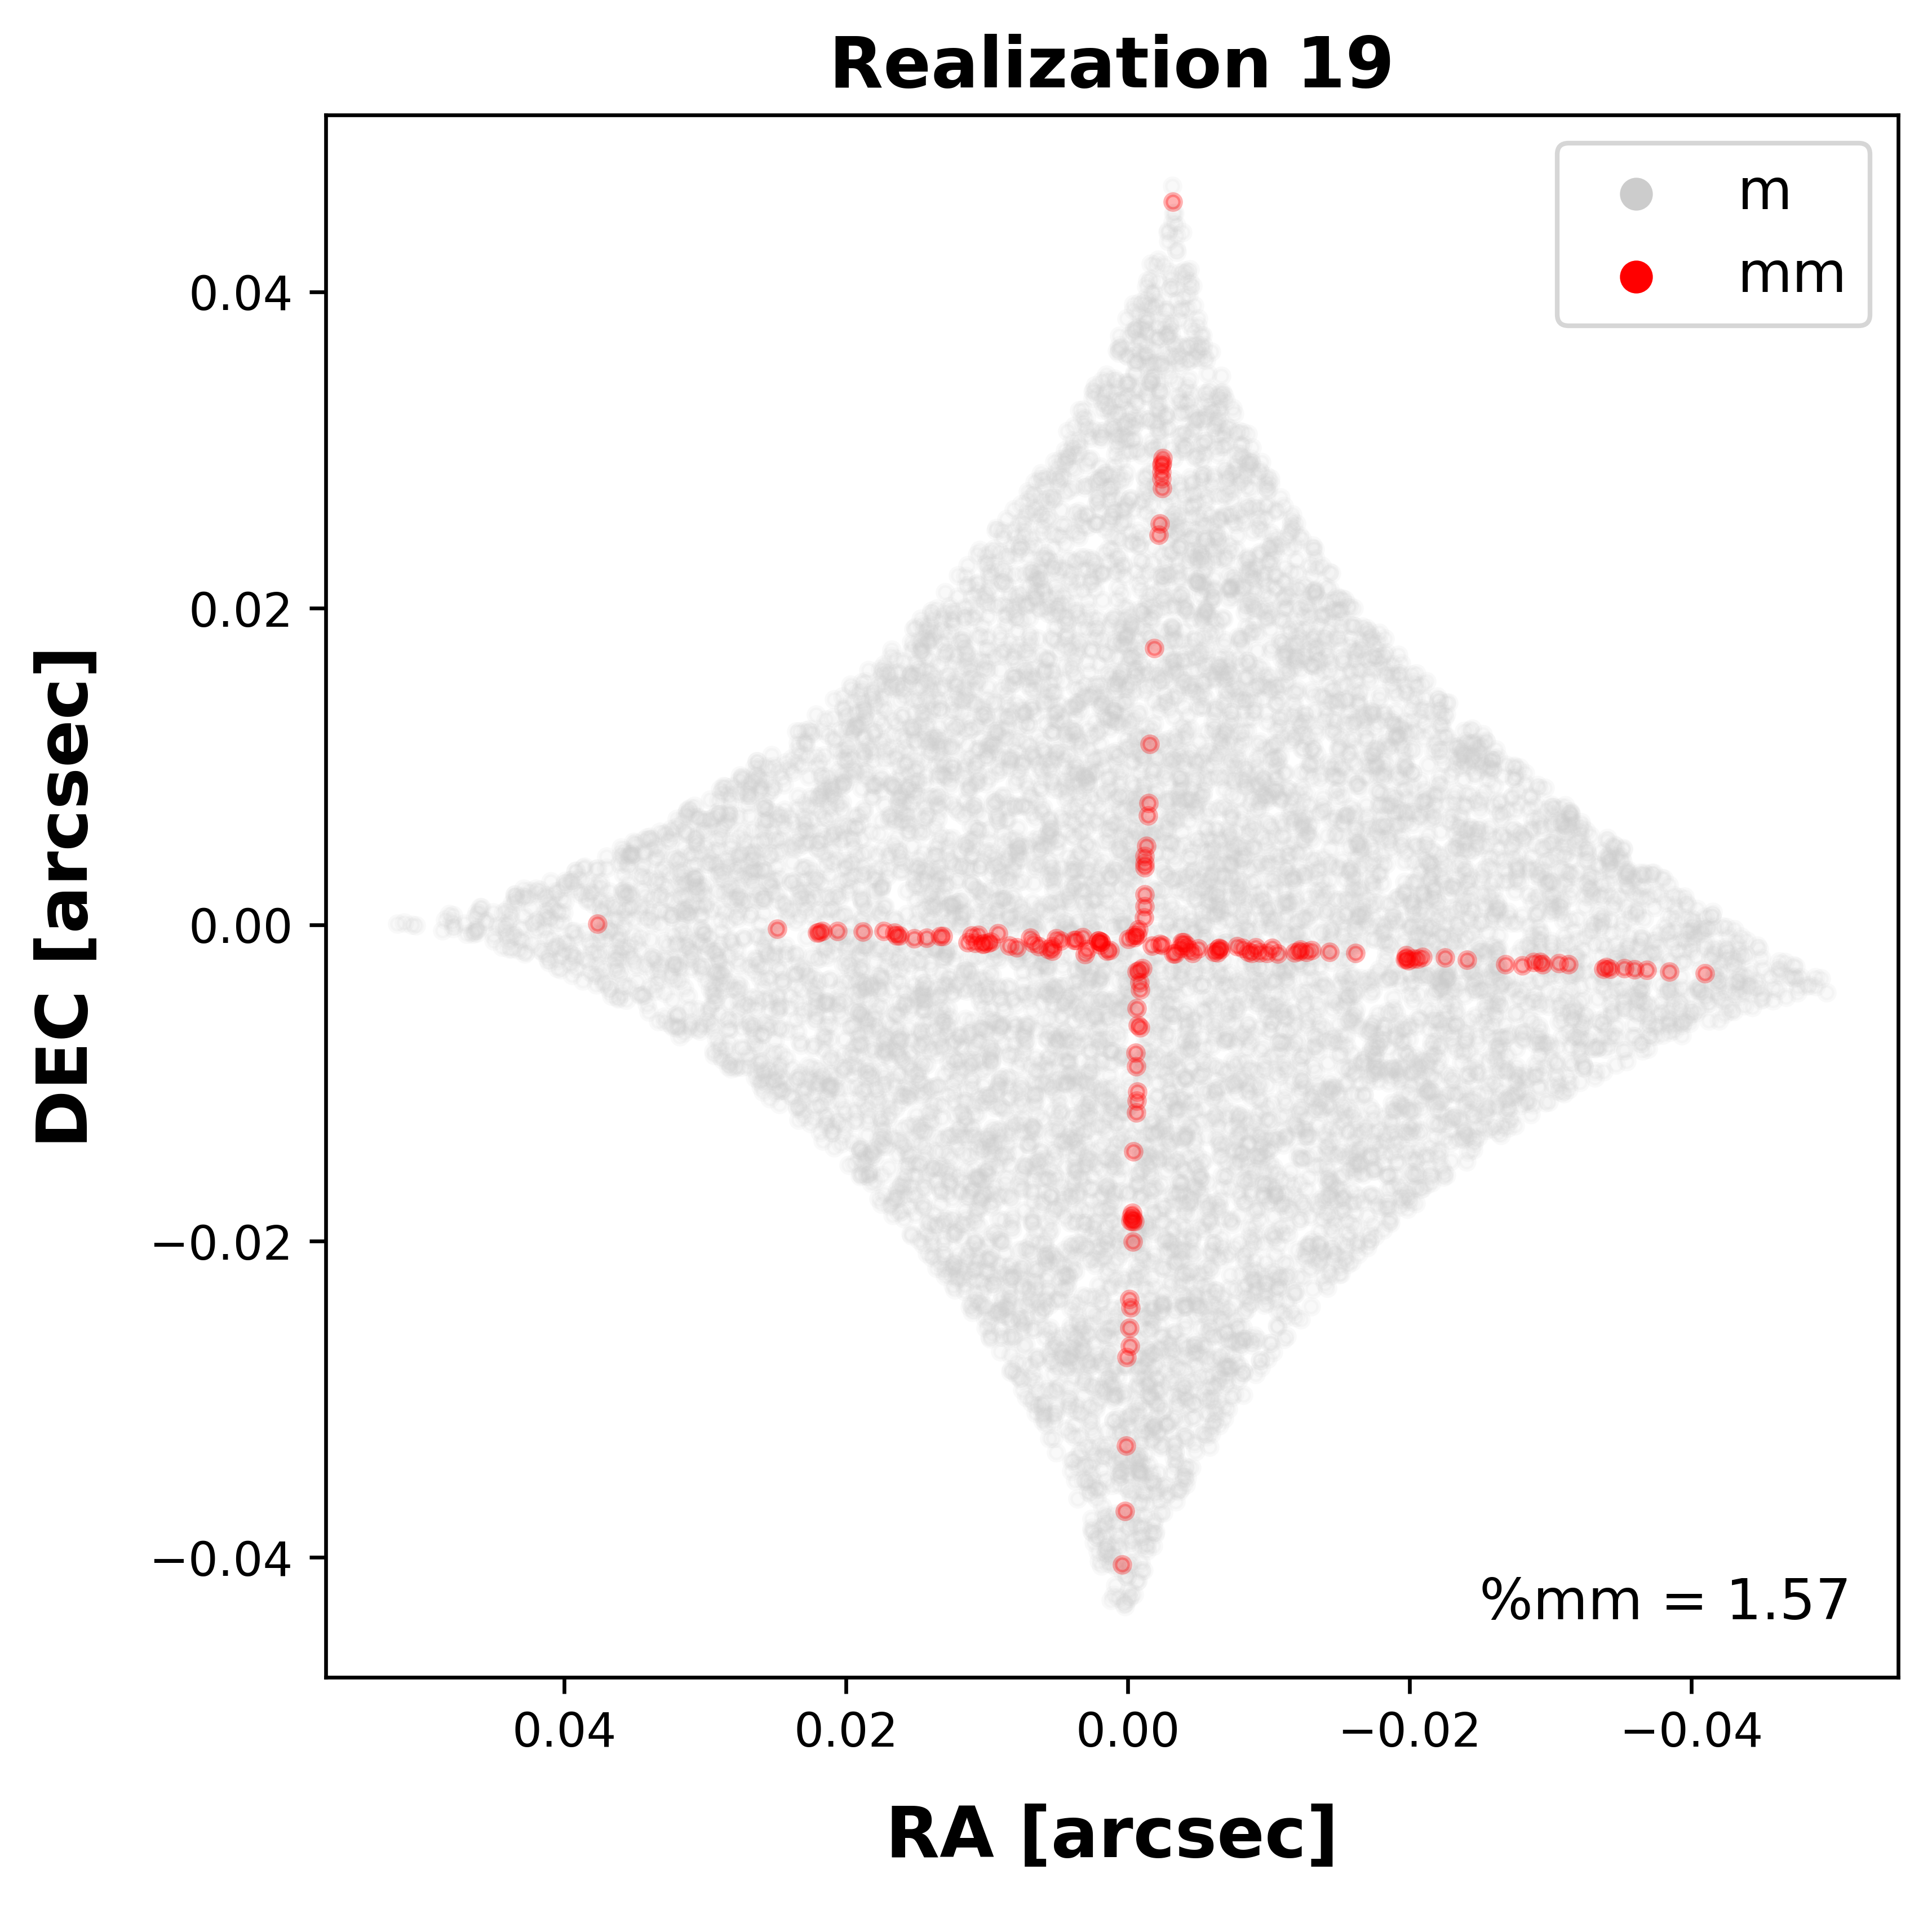 Realization 19
m
mm
0.04
0.02
0.00
−0.02
−0.04
DEC [arcsec]
%mm = 1.57
0.04 0.02 0.00 −0.02 −0.04
RA [arcsec]